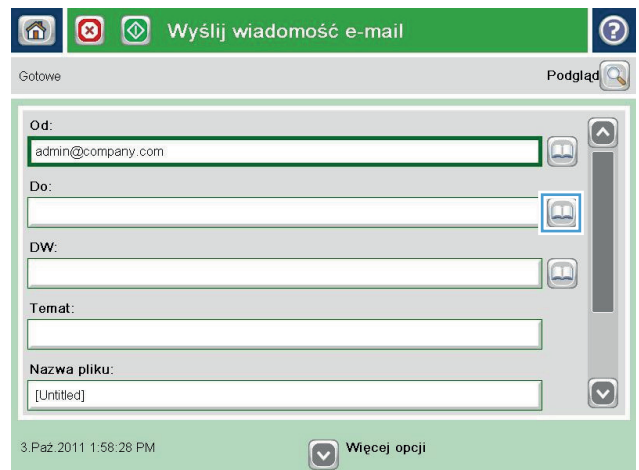 Wyślij wiadomość e-mail
Gotowe
Podgląd
Od:
admin@company.com
Do:
DW:
Temat:
Nazwa pliku:
[Untitled]
3.Paź.2011 1:58:28 PM
Więcej opcji